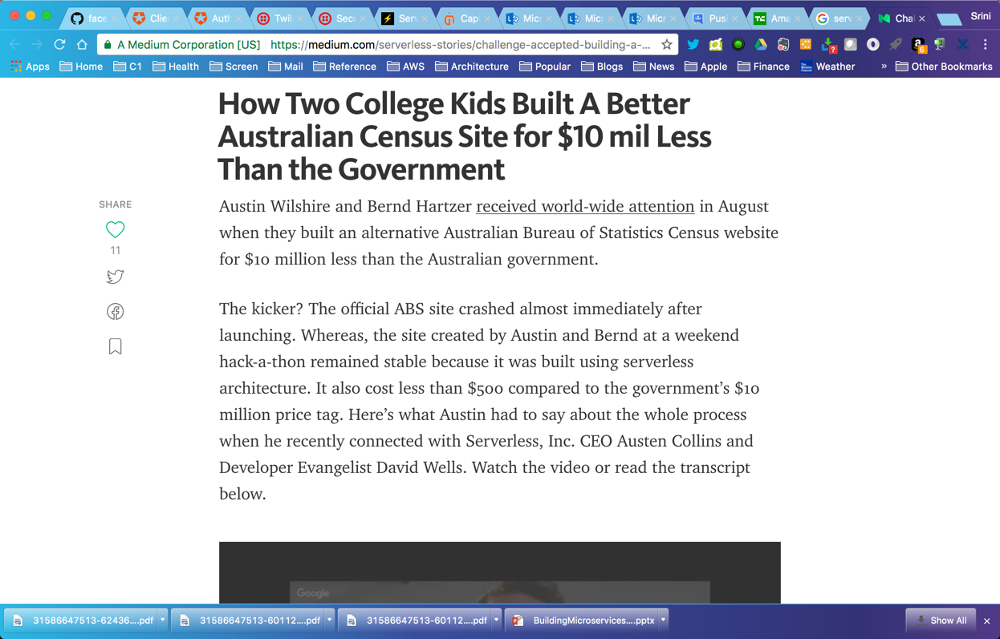 face
Clie
Auth
Twil
Secu
Serv
Cap
Micr
Micr
Micr
Pus
Ama
serv
Chal
Srini
A Medium Corporation [US] https://medium.com/serverless-stories/challenge-accepted-building-a-...
6
Apps Home C1 Health Screen Mail Reference AWS Architecture Popular Blogs News Apple Finance Weather » Other Bookmarks
How Two College Kids Built A Better
Australian Census Site for $10 mil Less
Than the Government
SHARE
11
Austin Wilshire and Bernd Hartzer received world-wide attention in August
when they built an alternative Australian Bureau of Statistics Census website
for $10 million less than the Australian government.
The kicker? The official ABS site crashed almost immediately after
launching. Whereas, the site created by Austin and Bernd at a weekend
hack-a-thon remained stable because it was built using serverless
architecture. It also cost less than $500 compared to the government's $10
million price tag. Here's what Austin had to say about the whole process
when he recently connected with Serverless, Inc. CEO Austen Collins and
Developer Evangelist David Wells. Watch the video or read the transcript
below.
Google
31586647513-62436....pdf 31586647513-60112....pdf 31586647513-60112....pdf BuildingMicroservices....pptx Show All